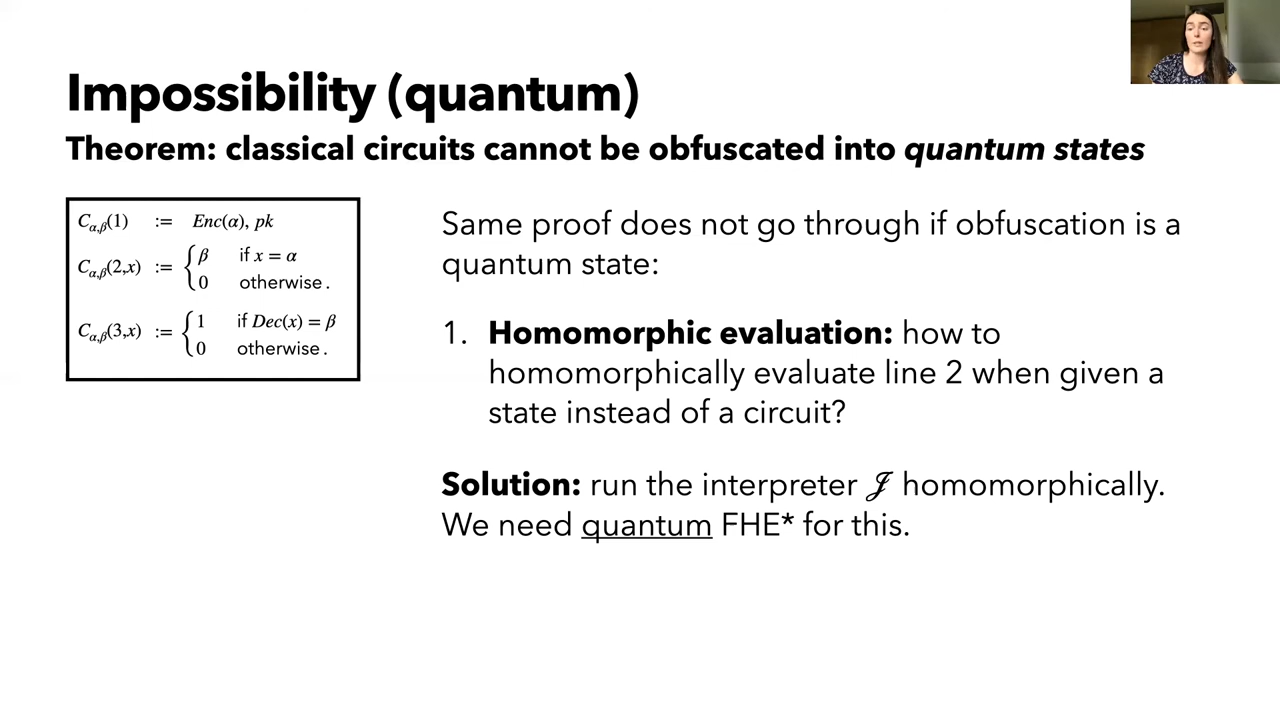 Impossibility (quantum)
Theorem: classical circuits cannot be obfuscated into quantum states
C_{α,β}(1) := Enc(α), pk
C_{α,β}(2,x) := { β if x = α
0 otherwise.
C_{α,β}(3,x) := { 1 if Dec(x) = β
0 otherwise.
Same proof does not go through if obfuscation is a
quantum state:
1. Homomorphic evaluation: how to
homomorphically evaluate line 2 when given a
state instead of a circuit?
Solution: run the interpreter 𝒥 homomorphically.
We need quantum FHE* for this.